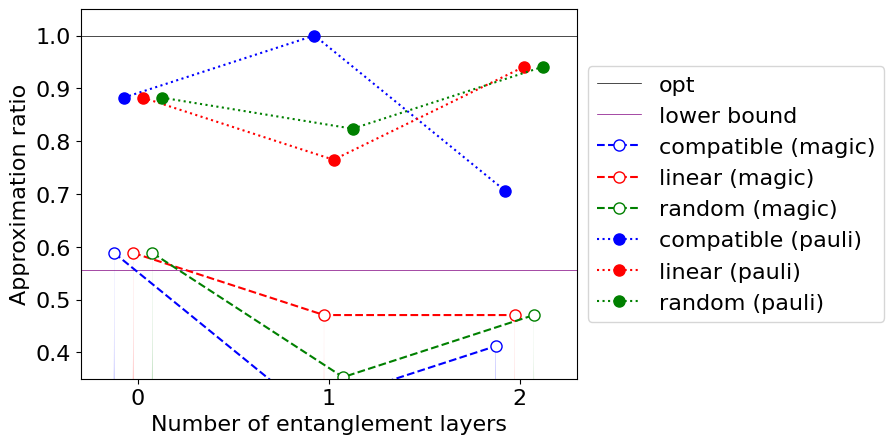 1.0
0.9
0.8
0.7
0.6
0.5
0.4
Approximation ratio
0 1 2
Number of entanglement layers
opt
lower bound
compatible (magic)
linear (magic)
random (magic)
compatible (pauli)
linear (pauli)
random (pauli)